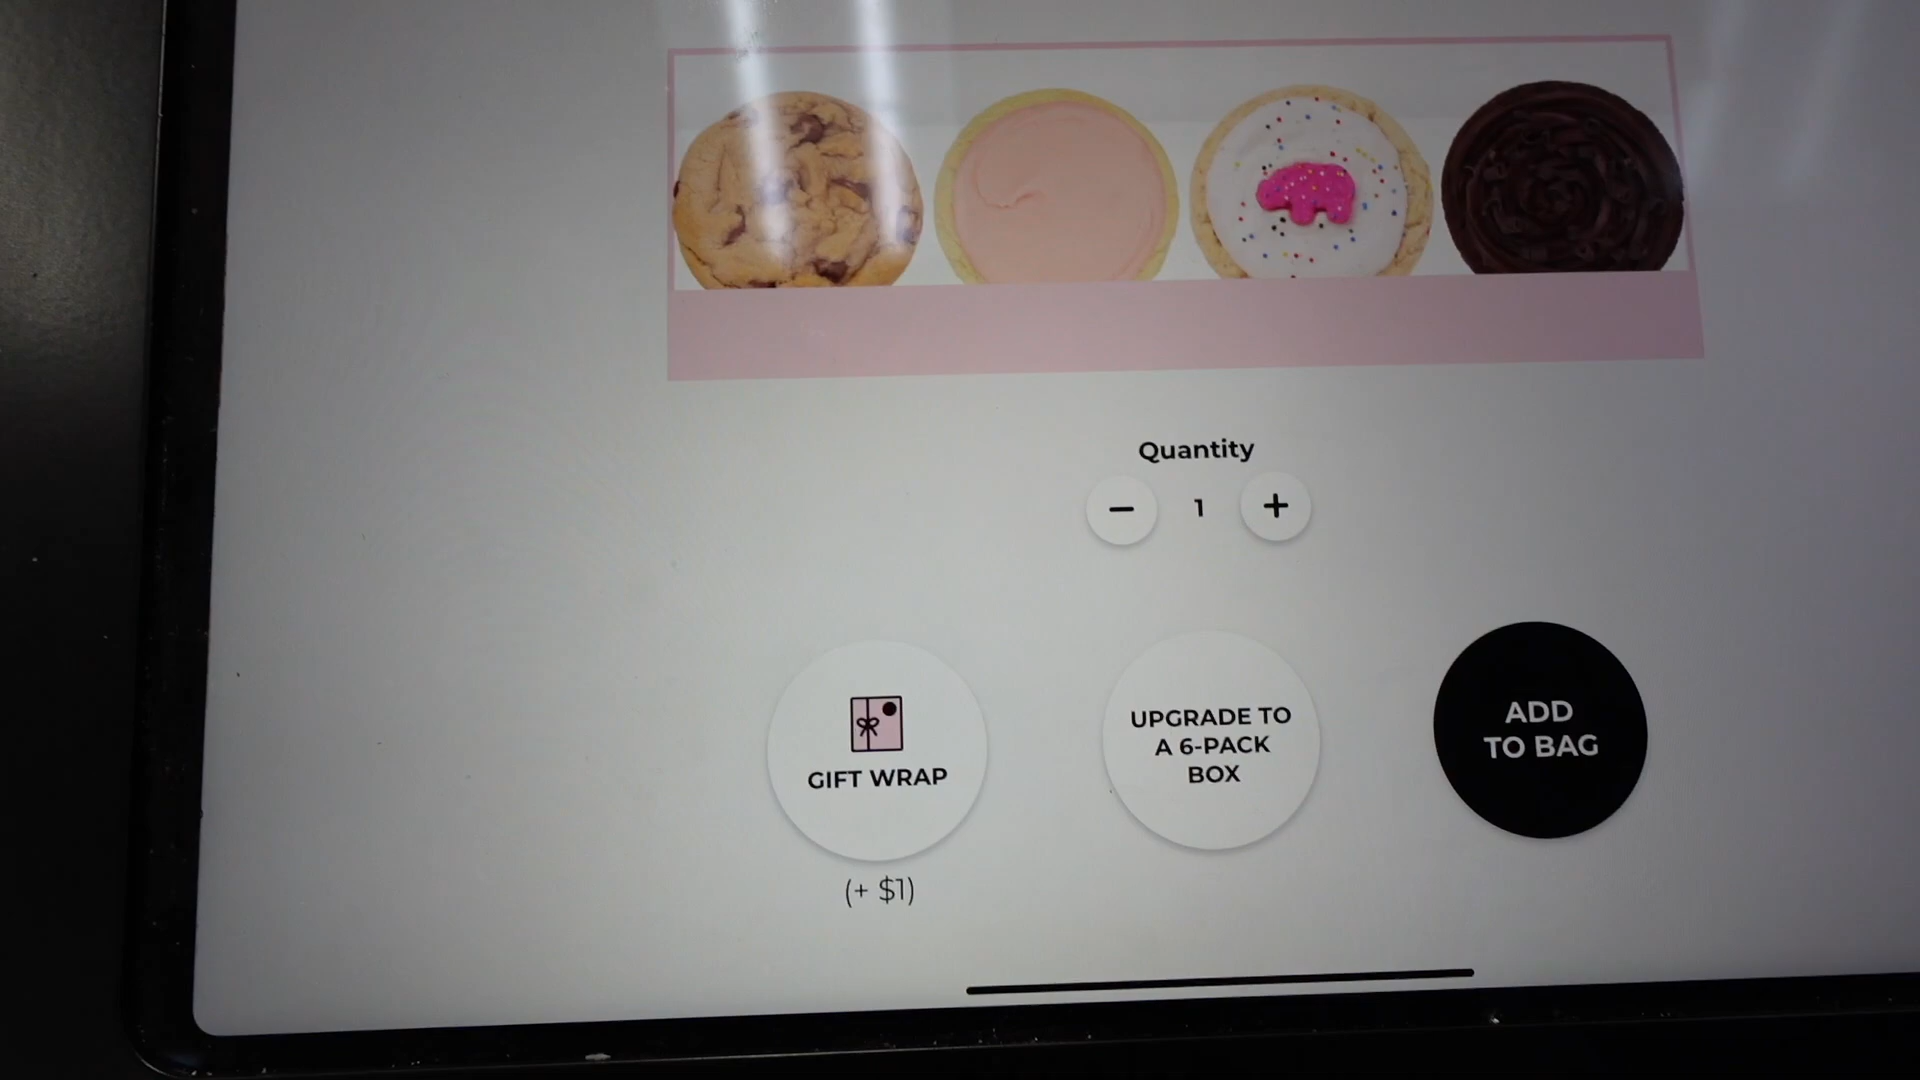 Quantity
− 1 +
GIFT WRAP
(+ $1)
UPGRADE TO
A 6-PACK
BOX
ADD
TO BAG